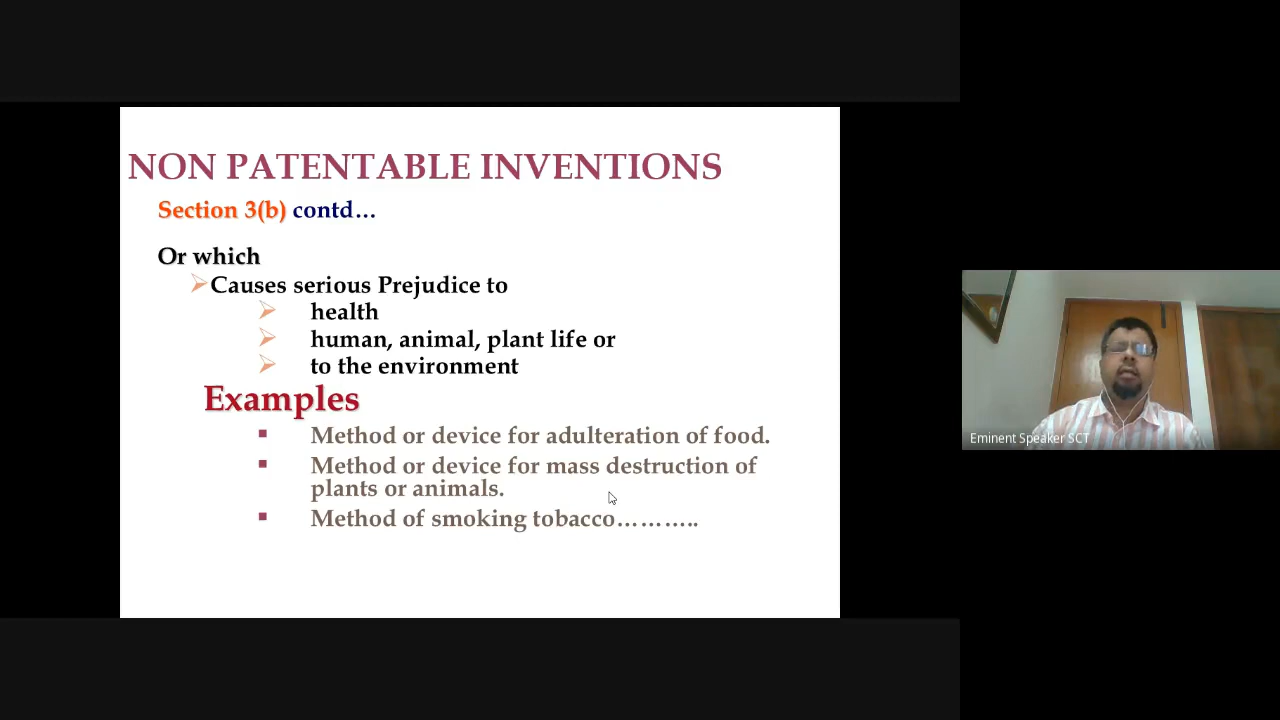 NON PATENTABLE INVENTIONS
Section 3(b) contd…
Or which
Causes serious Prejudice to
health
human, animal, plant life or
to the environment
Examples
Method or device for adulteration of food.
Method or device for mass destruction of
plants or animals.
Method of smoking tobacco………..
Eminent Speaker SCT